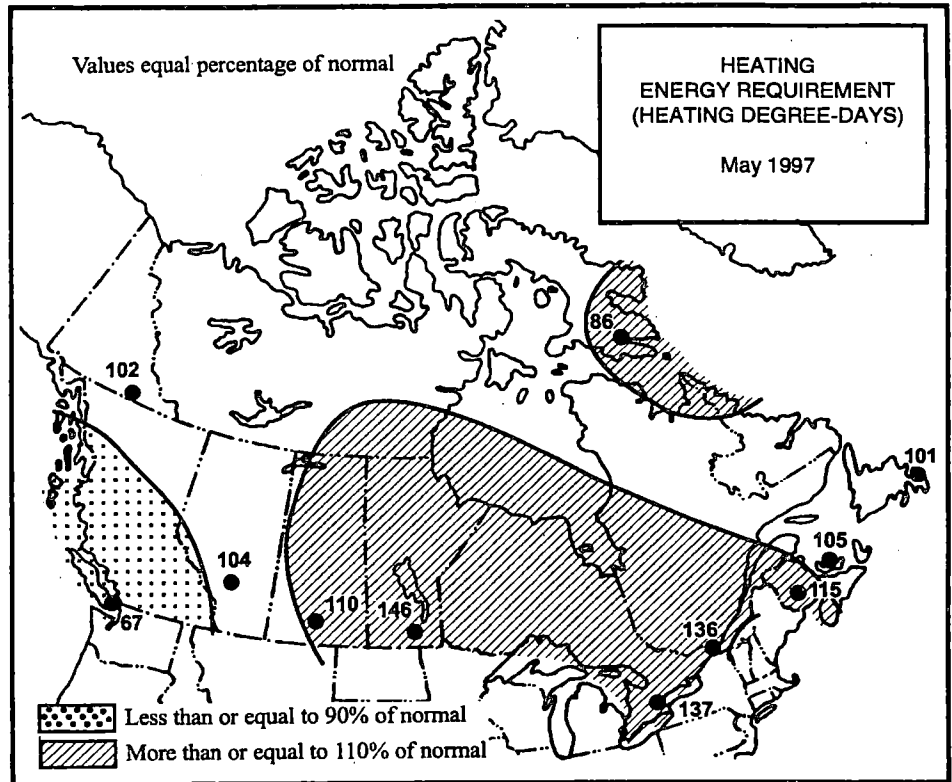 Values equal percentage of normal
HEATING
ENERGY REQUIREMENT
(HEATING DEGREE-DAYS)
May 1997
86
102
101
104
105
110
146
115
67
136
137
Less than or equal to 90% of normal
More than or equal to 110% of normal